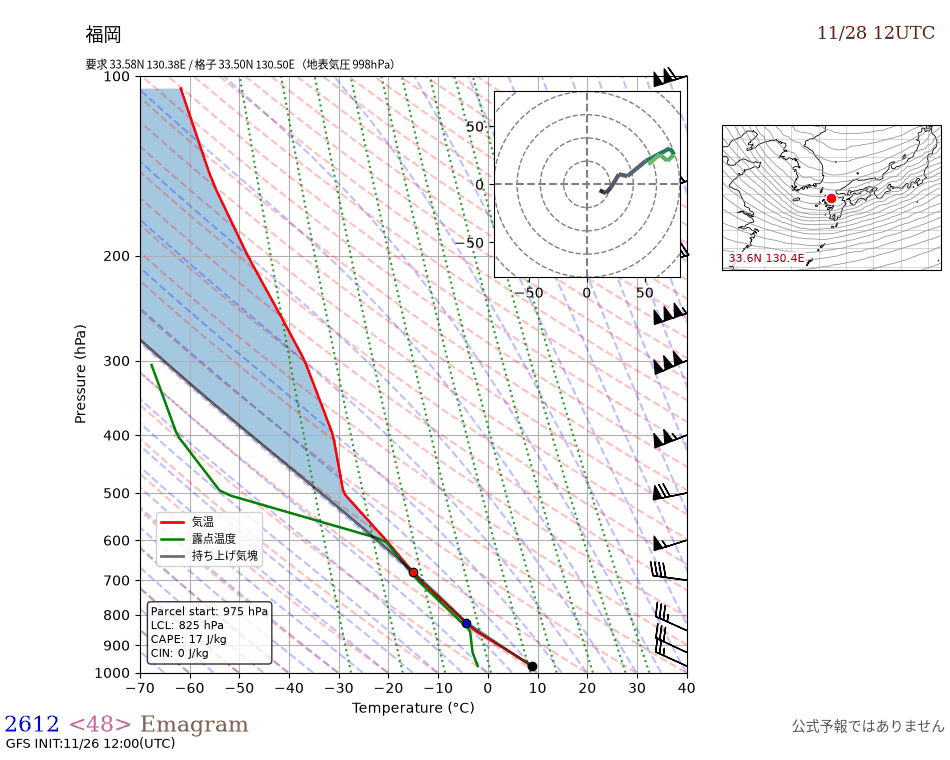 福岡
11/28 12UTC
要求 33.58N 130.38E / 格子 33.50N 130.50E（地表気圧 998hPa）
100
200
300
400
500
600
700
800
900
1000
Pressure (hPa)
50
0
−50
−50
0
50
33.6N 130.4E
気温
露点温度
持ち上げ気塊
Parcel start: 975 hPa
LCL: 825 hPa
CAPE: 17 J/kg
CIN: 0 J/kg
−70
−60
−50
−40
−30
−20
−10
0
10
20
30
40
Temperature (°C)
2612 <48> Emagram
公式予報ではありません
GFS INIT:11/26 12:00(UTC)